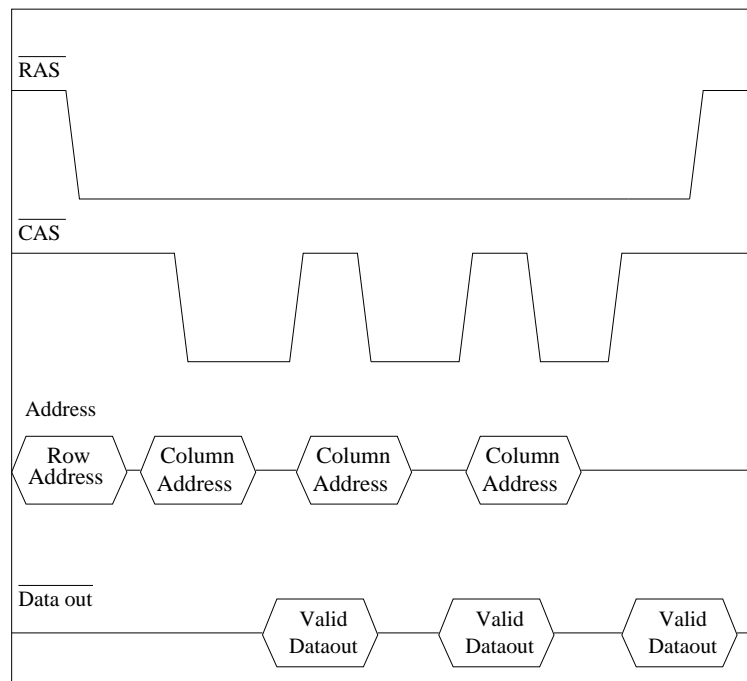 RAS
CAS
Address
Row
Address
Column
Address
Column
Address
Column
Address
Data out
Valid
Dataout
Valid
Dataout
Valid
Dataout